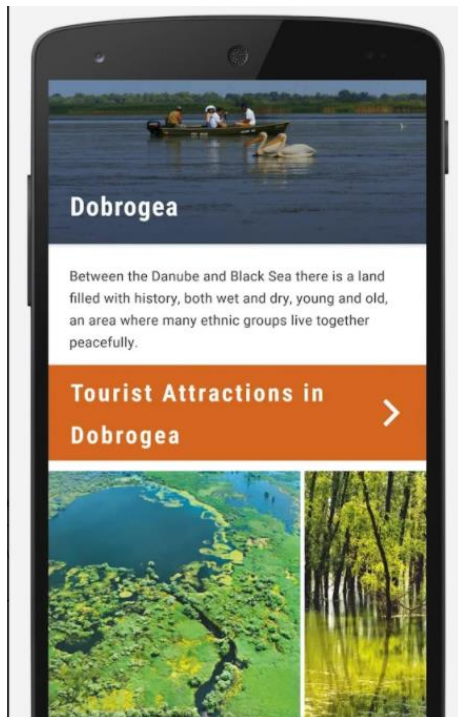 Dobrogea
Between the Danube and Black Sea there is a land
filled with history, both wet and dry, young and old,
an area where many ethnic groups live together
peacefully.
Tourist Attractions in
Dobrogea